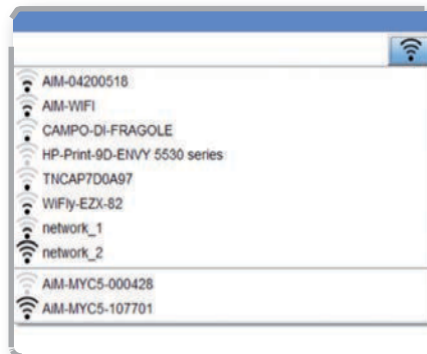 AiM-04200518
AiM-WIFI
CAMPO-DI-FRAGOLE
HP-Print-9D-ENVY 5530 series
TNCAP7D0A97
WiFly-EZX-82
network_1
network_2
AiM-MYC5-000428
AiM-MYC5-107701